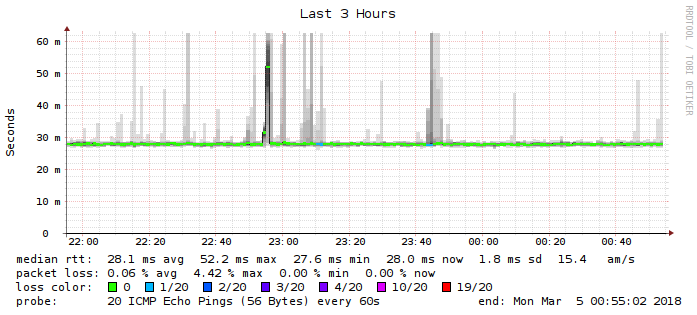 Last 3 Hours
RRDTOOL / TOBI OETIKER
Seconds
60 m
50 m
40 m
30 m
20 m
10 m
0
22:00 22:20 22:40 23:00 23:20 23:40 00:00 00:20 00:40
median rtt: 28.1 ms avg 52.2 ms max 27.6 ms min 28.0 ms now 1.8 ms sd 15.4 am/s
packet loss: 0.06 % avg 4.42 % max 0.00 % min 0.00 % now
loss color: 0 1/20 2/20 3/20 4/20 10/20 19/20
probe: 20 ICMP Echo Pings (56 Bytes) every 60s end: Mon Mar 5 00:55:02 2018